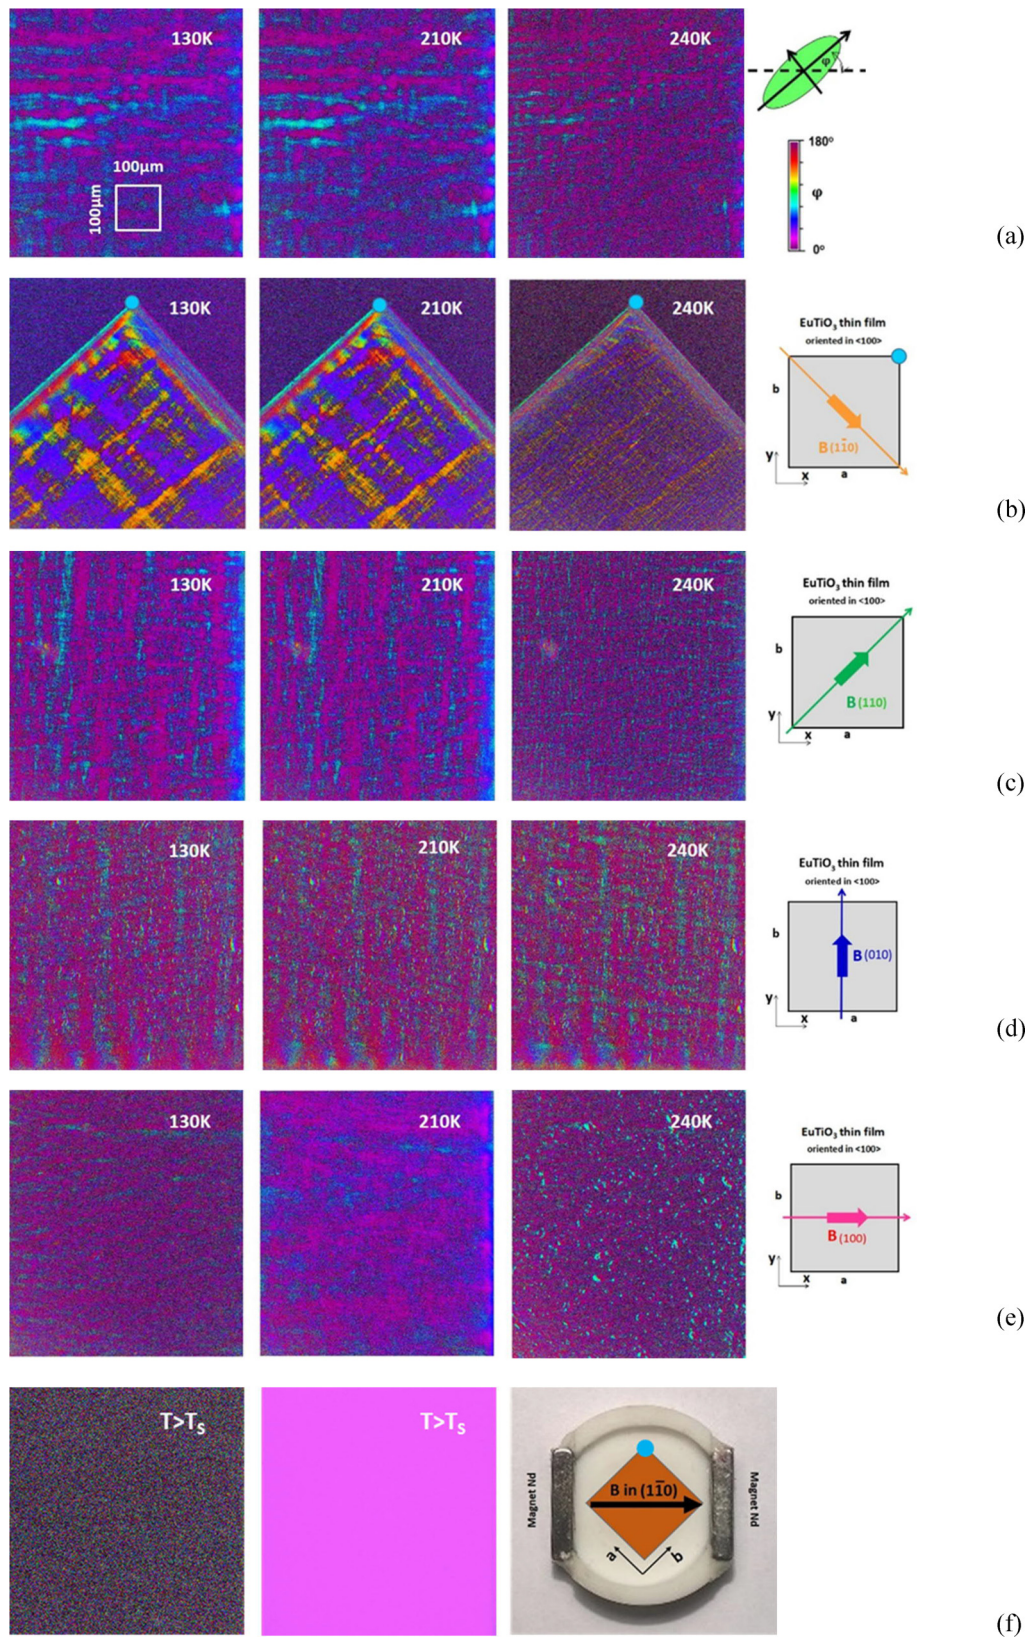 130K
210K
240K
φ
180°
φ
0°
100μm
100μm
(a)
130K
210K
240K
EuTiO₃ thin film
oriented in <100>
b
B (11̄0)
y
x
a
(b)
130K
210K
240K
EuTiO₃ thin film
oriented in <100>
b
B (110)
y
x
a
(c)
130K
210K
240K
EuTiO₃ thin film
oriented in <100>
b
B (010)
y
x
a
(d)
130K
210K
240K
EuTiO₃ thin film
oriented in <100>
b
B (100)
y
x
a
(e)
T>Tₛ
T>Tₛ
Magnet Nd
B in (11̄0)
Magnet Nd
a
b
(f)